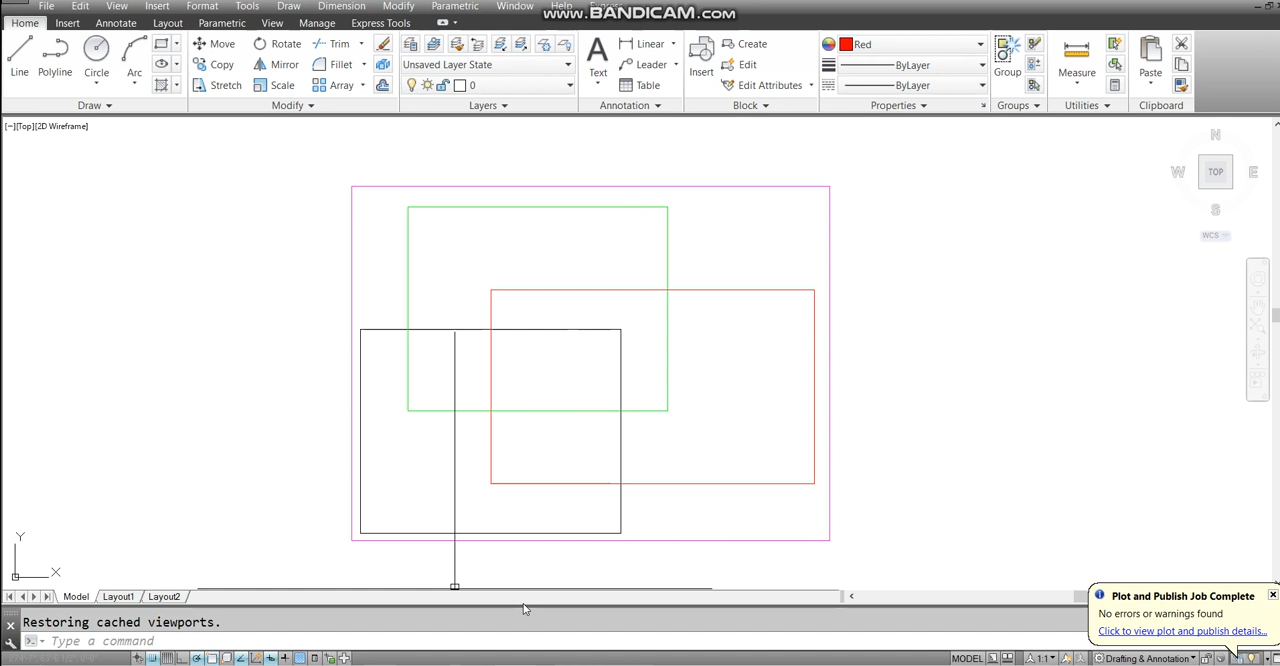 File Edit View Insert Format Tools Draw Dimension Modify Parametric Window Help Express
www.BANDICAM.com
Home Insert Annotate Layout Parametric View Manage Express Tools
Move Rotate Trim
Line Polyline Circle Arc
Copy Mirror Fillet
Stretch Scale Array
Unsaved Layer State
0
Text Linear
Leader
Table
Insert Create
Edit
Edit Attributes
Red
ByLayer
ByLayer
Group Measure Paste
Draw Modify Layers Annotation Block Properties Groups Utilities Clipboard
[−][Top][2D Wireframe]
N
W TOP E
S
WCS
Y
X
Model Layout1 Layout2
Restoring cached viewports.
Type a command
Plot and Publish Job Complete
No errors or warnings found
Click to view plot and publish details...
MODEL 1:1 Drafting & Annotation